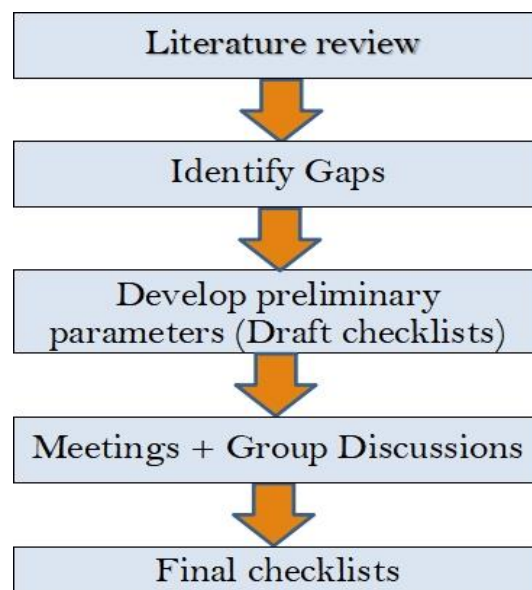 Literature review
Identify Gaps
Develop preliminary
parameters (Draft checklists)
Meetings + Group Discussions
Final checklists